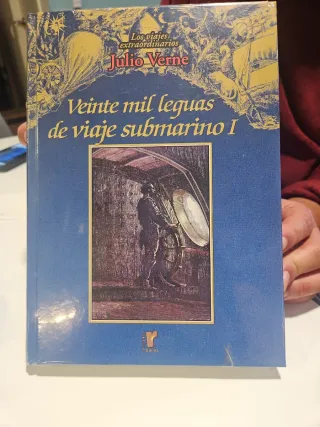 Los viajes
extraordinarios
Julio Verne
Veinte mil leguas
de viaje submarino I